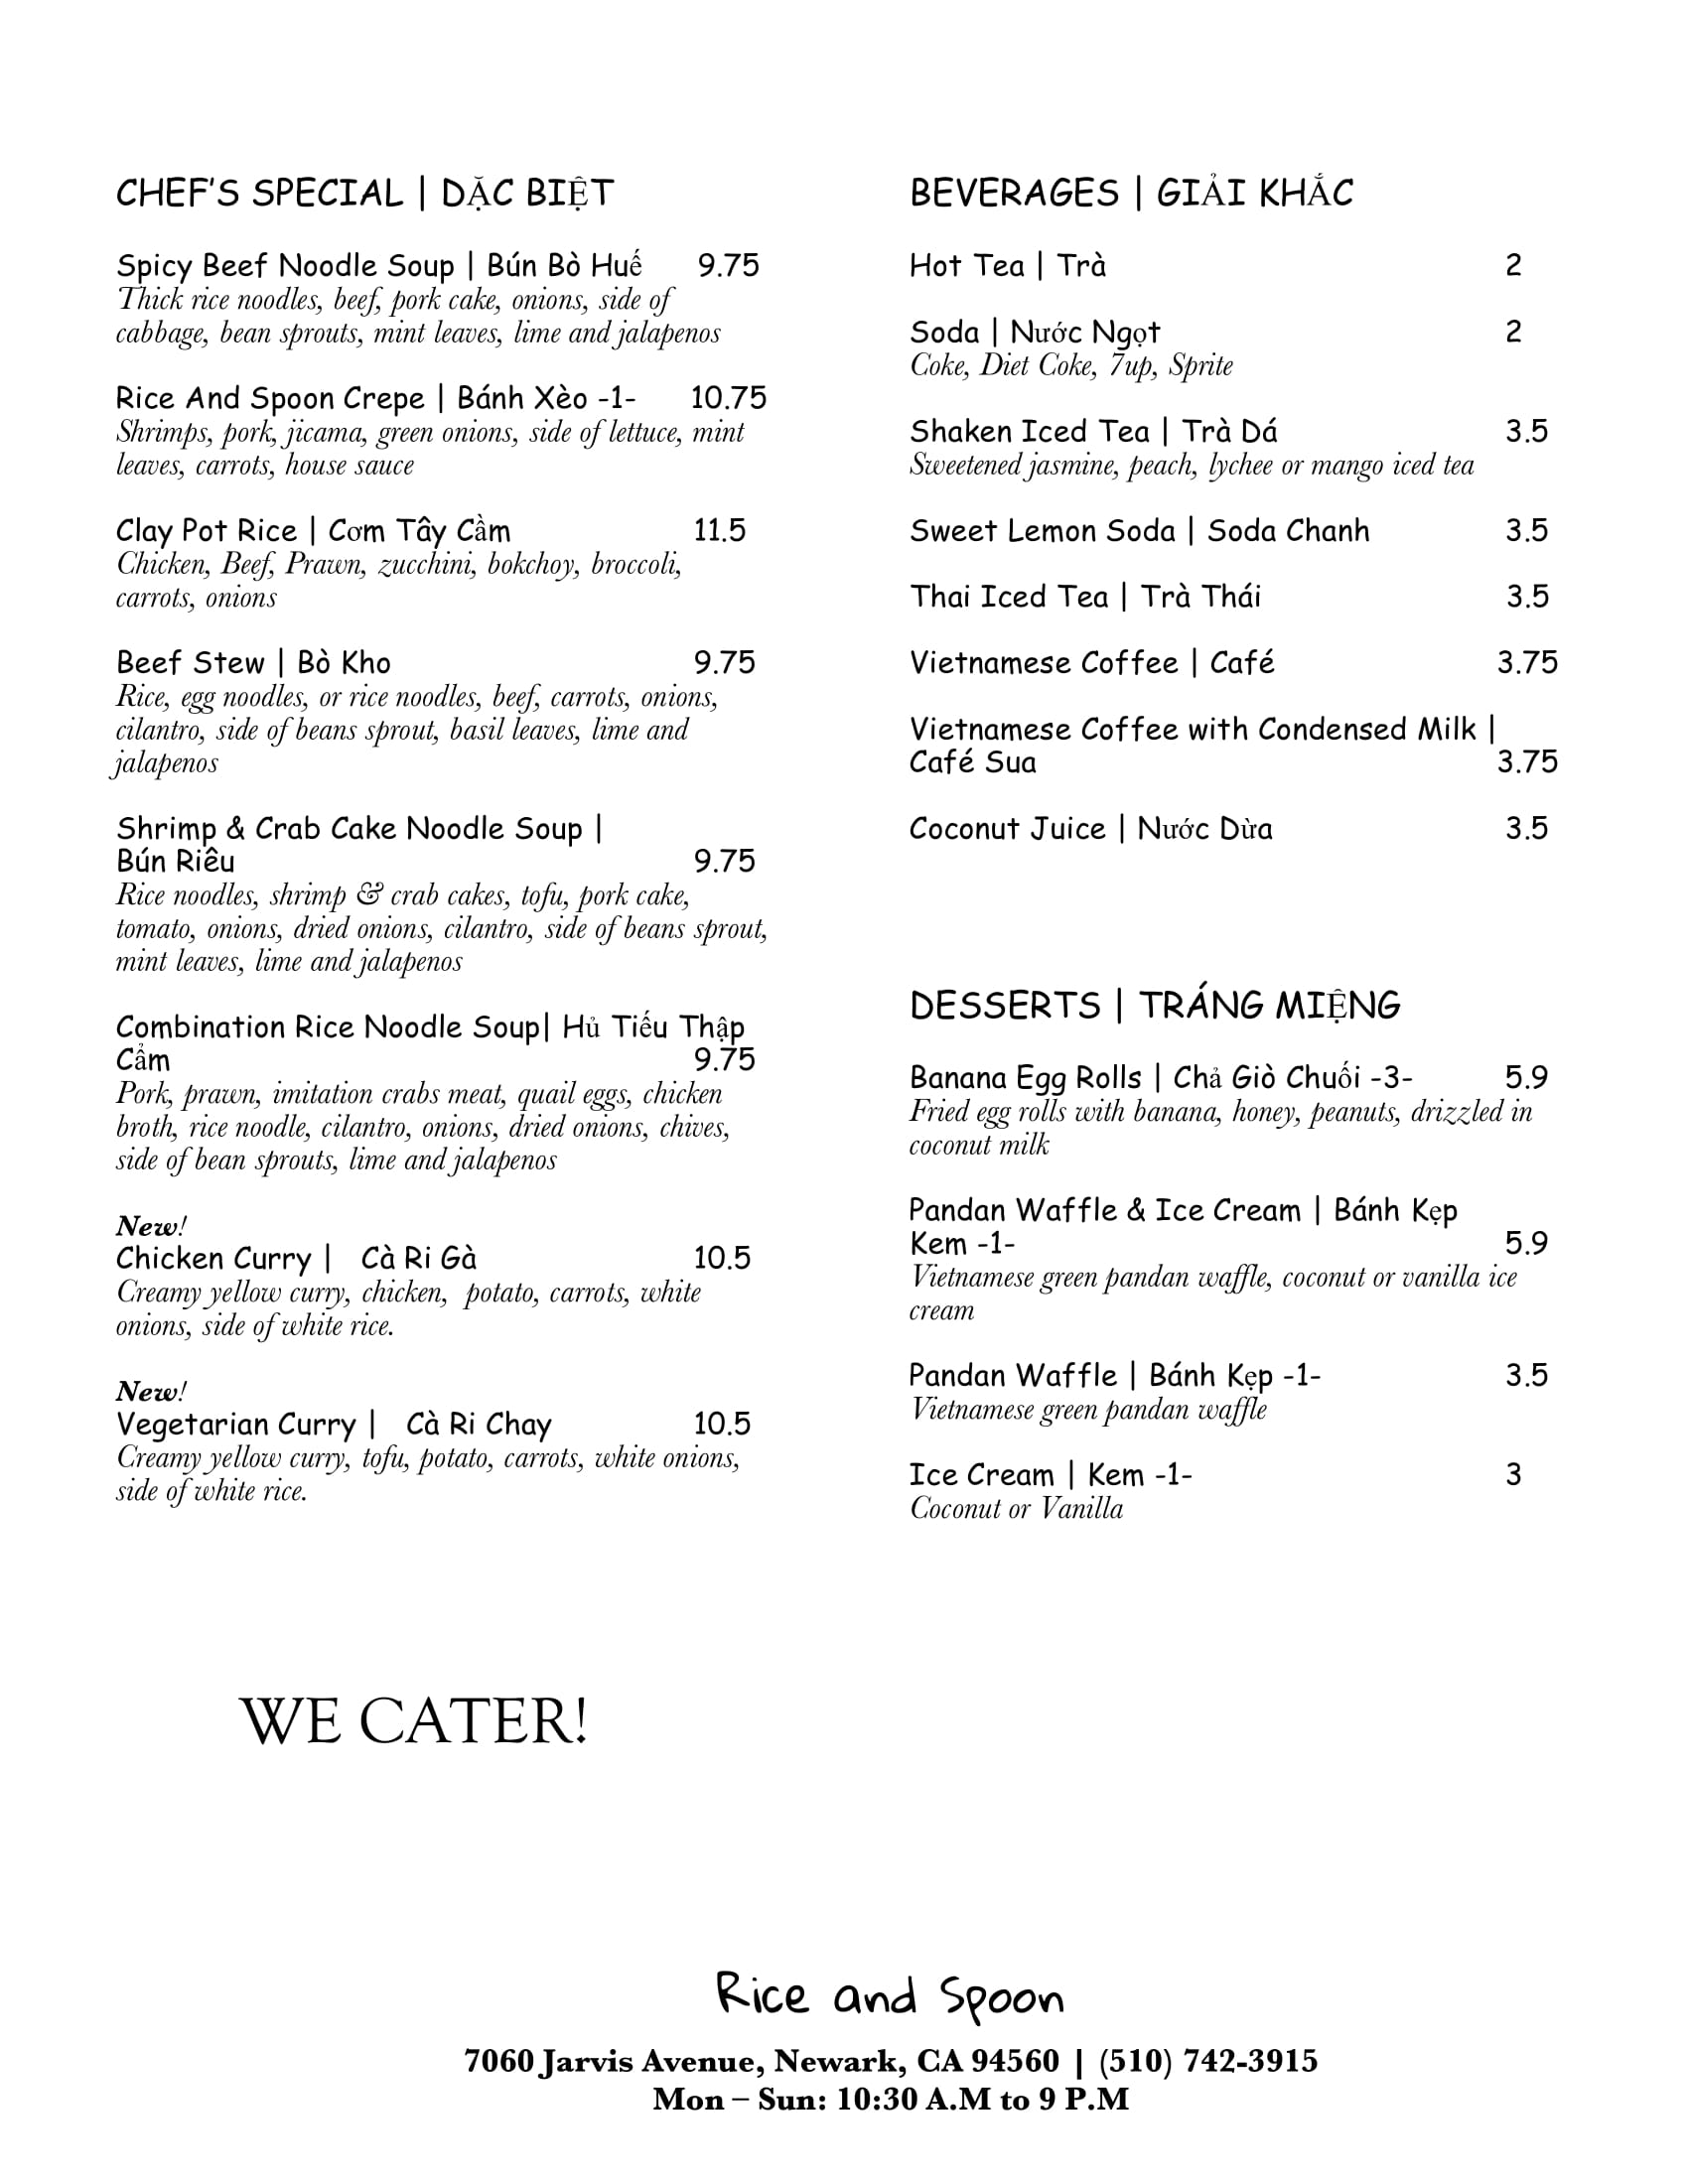 CHEF'S SPECIAL | DẶC BIỆT
Spicy Beef Noodle Soup | Bún Bò Huế 9.75
Thick rice noodles, beef, pork cake, onions, side of
cabbage, bean sprouts, mint leaves, lime and jalapenos
Rice And Spoon Crepe | Bánh Xèo -1- 10.75
Shrimps, pork, jicama, green onions, side of lettuce, mint
leaves, carrots, house sauce
Clay Pot Rice | Cơm Tây Cầm 11.5
Chicken, Beef, Prawn, zucchini, bokchoy, broccoli,
carrots, onions
Beef Stew | Bò Kho 9.75
Rice, egg noodles, or rice noodles, beef, carrots, onions,
cilantro, side of beans sprout, basil leaves, lime and
jalapenos
Shrimp & Crab Cake Noodle Soup |
Bún Riêu 9.75
Rice noodles, shrimp & crab cakes, tofu, pork cake,
tomato, onions, dried onions, cilantro, side of beans sprout,
mint leaves, lime and jalapenos
Combination Rice Noodle Soup| Hủ Tiếu Thập
Cẩm 9.75
Pork, prawn, imitation crabs meat, quail eggs, chicken
broth, rice noodle, cilantro, onions, dried onions, chives,
side of bean sprouts, lime and jalapenos
New!
Chicken Curry | Cà Ri Gà 10.5
Creamy yellow curry, chicken, potato, carrots, white
onions, side of white rice.
New!
Vegetarian Curry | Cà Ri Chay 10.5
Creamy yellow curry, tofu, potato, carrots, white onions,
side of white rice.
WE CATER!
BEVERAGES | GIẢI KHẮC
Hot Tea | Trà 2
Soda | Nước Ngọt 2
Coke, Diet Coke, 7up, Sprite
Shaken Iced Tea | Trà Dá 3.5
Sweetened jasmine, peach, lychee or mango iced tea
Sweet Lemon Soda | Soda Chanh 3.5
Thai Iced Tea | Trà Thái 3.5
Vietnamese Coffee | Café 3.75
Vietnamese Coffee with Condensed Milk |
Café Sua 3.75
Coconut Juice | Nước Dừa 3.5
DESSERTS | TRÁNG MIỆNG
Banana Egg Rolls | Chả Giò Chuối -3- 5.9
Fried egg rolls with banana, honey, peanuts, drizzled in
coconut milk
Pandan Waffle & Ice Cream | Bánh Kẹp
Kem -1- 5.9
Vietnamese green pandan waffle, coconut or vanilla ice
cream
Pandan Waffle | Bánh Kẹp -1- 3.5
Vietnamese green pandan waffle
Ice Cream | Kem -1- 3
Coconut or Vanilla
Rice and Spoon
7060 Jarvis Avenue, Newark, CA 94560 | (510) 742-3915
Mon – Sun: 10:30 A.M to 9 P.M